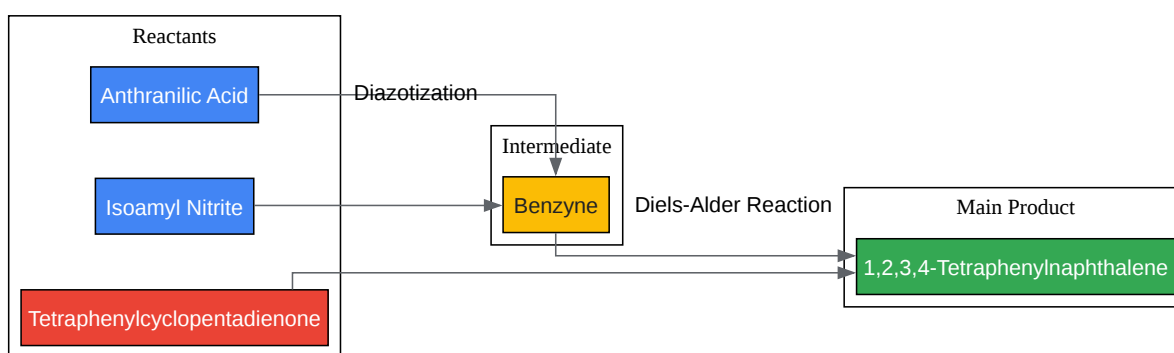 Reactants
Anthranilic Acid
Diazotization
Intermediate
Isoamyl Nitrite
Benzyne
Diels-Alder Reaction
Main Product
1,2,3,4-Tetraphenylnaphthalene
Tetraphenylcyclopentadienone